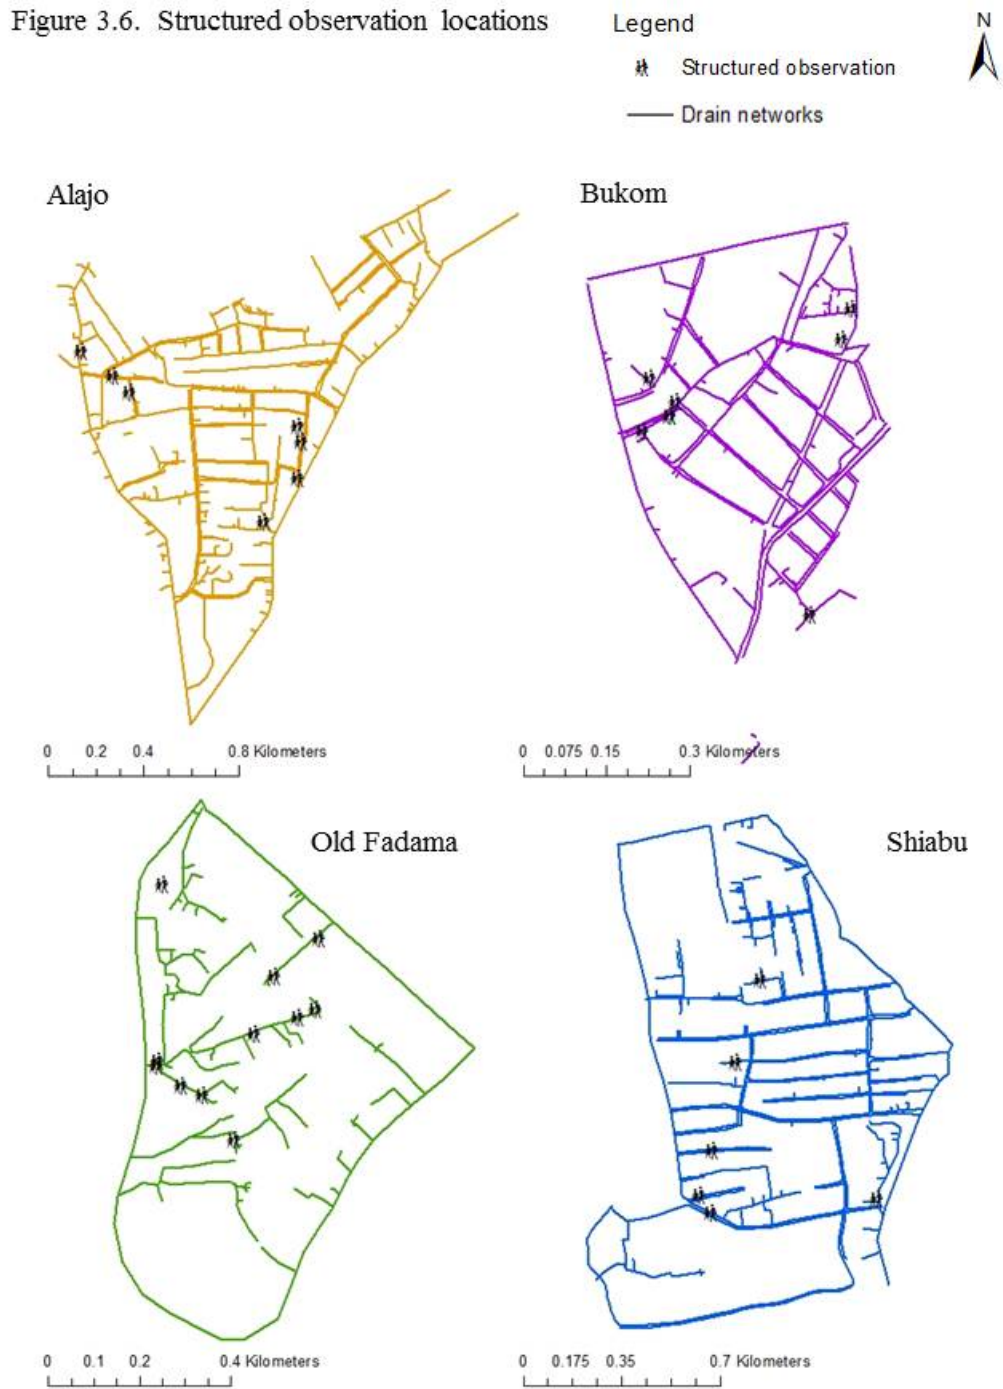 Figure 3.6. Structured observation locations
Legend
N
Structured observation
Drain networks
Alajo
Bukom
0 0.2 0.4 0.8 Kilometers
0 0.075 0.15 0.3 Kilometers
Old Fadama
Shiabu
0 0.1 0.2 0.4 Kilometers
0 0.175 0.35 0.7 Kilometers